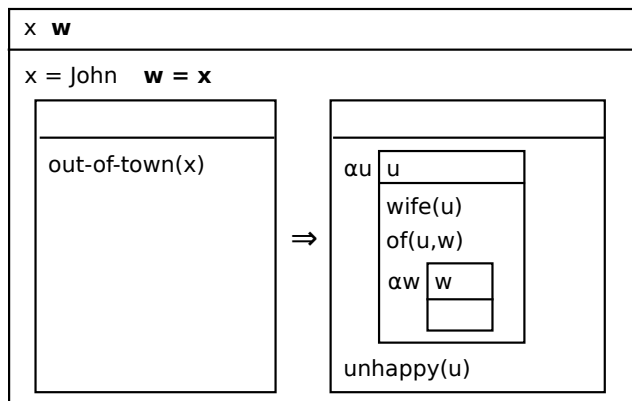 x w
x = John w = x
out-of-town(x)
⇒
αu u
wife(u)
of(u,w)
αw w
unhappy(u)